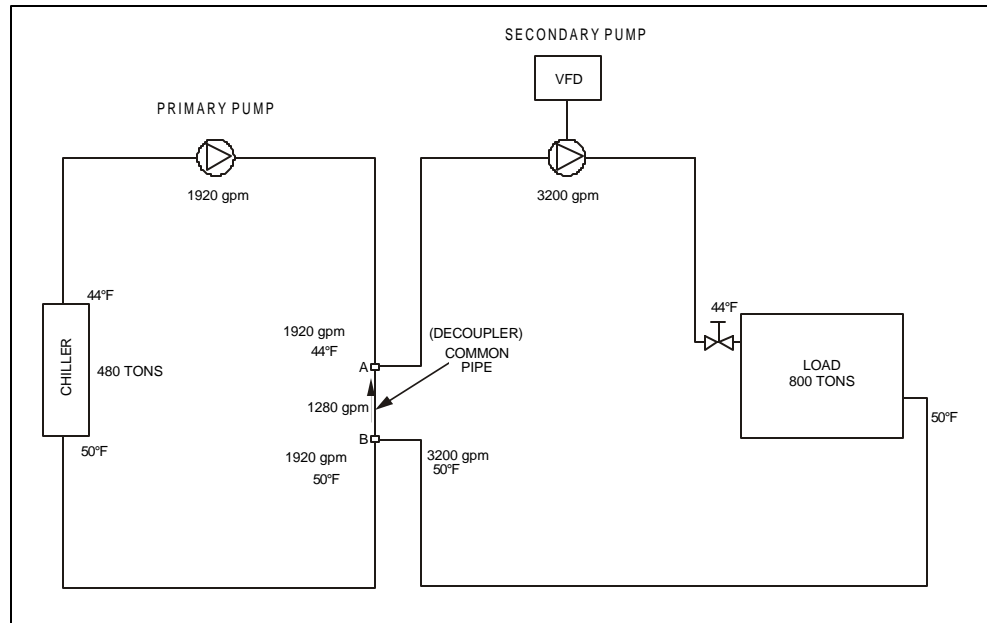 SECONDARY PUMP
VFD
PRIMARY PUMP
1920 gpm
3200 gpm
44°F
CHILLER
480 TONS
50°F
1920 gpm
44°F
(DECOUPLER)
COMMON
PIPE
A
1280 gpm
B
1920 gpm
50°F
3200 gpm
50°F
44°F
LOAD
800 TONS
50°F